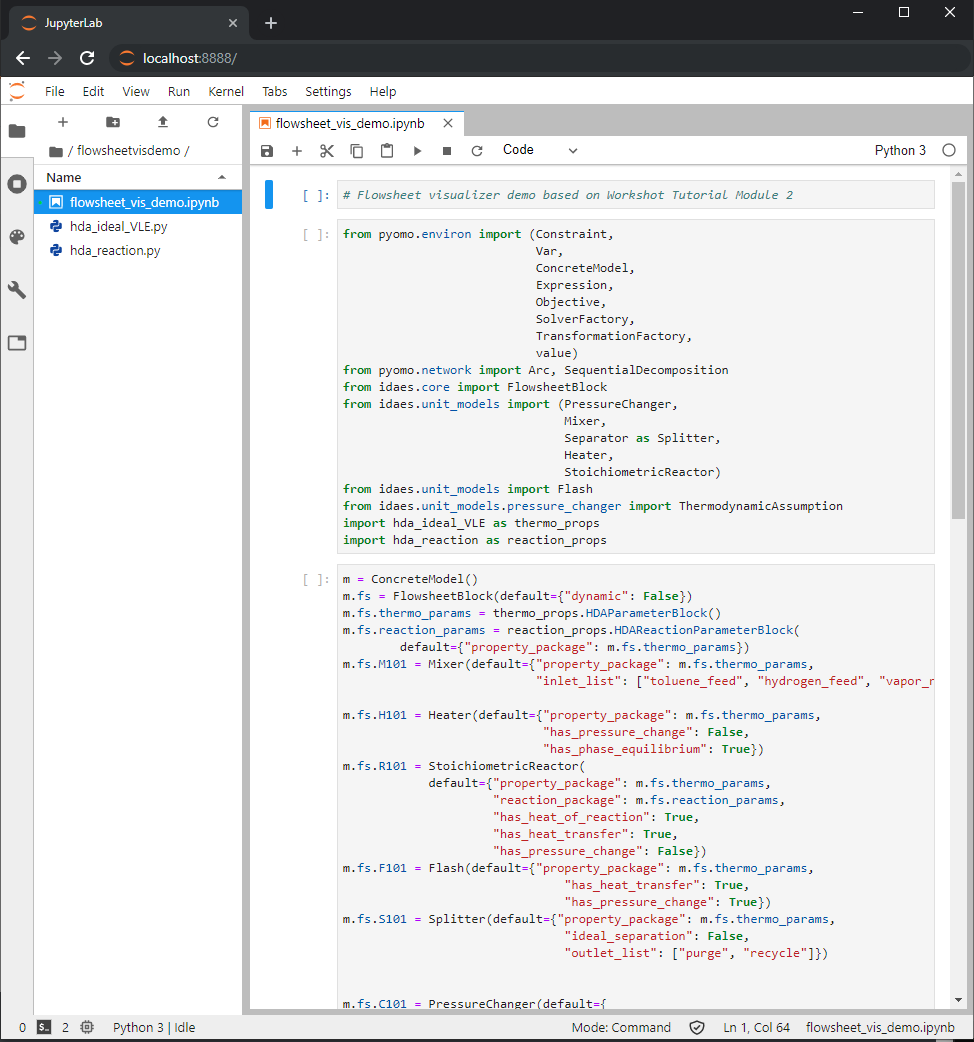 JupyterLab
localhost:8888/
File Edit View Run Kernel Tabs Settings Help
flowsheet_vis_demo.ipynb
/ flowsheetvisdemo /
Code
Python 3
Name
flowsheet_vis_demo.ipynb
hda_ideal_VLE.py
hda_reaction.py
[ ]: # Flowsheet visualizer demo based on Workshot Tutorial Module 2
[ ]: from pyomo.environ import (Constraint,
Var,
ConcreteModel,
Expression,
Objective,
SolverFactory,
TransformationFactory,
value)
from pyomo.network import Arc, SequentialDecomposition
from idaes.core import FlowsheetBlock
from idaes.unit_models import (PressureChanger,
Mixer,
Separator as Splitter,
Heater,
StoichiometricReactor)
from idaes.unit_models import Flash
from idaes.unit_models.pressure_changer import ThermodynamicAssumption
import hda_ideal_VLE as thermo_props
import hda_reaction as reaction_props
[ ]: m = ConcreteModel()
m.fs = FlowsheetBlock(default={"dynamic": False})
m.fs.thermo_params = thermo_props.HDAParameterBlock()
m.fs.reaction_params = reaction_props.HDAReactionParameterBlock(
default={"property_package": m.fs.thermo_params})
m.fs.M101 = Mixer(default={"property_package": m.fs.thermo_params,
"inlet_list": ["toluene_feed", "hydrogen_feed", "vapor_r
m.fs.H101 = Heater(default={"property_package": m.fs.thermo_params,
"has_pressure_change": False,
"has_phase_equilibrium": True})
m.fs.R101 = StoichiometricReactor(
default={"property_package": m.fs.thermo_params,
"reaction_package": m.fs.reaction_params,
"has_heat_of_reaction": True,
"has_heat_transfer": True,
"has_pressure_change": False})
m.fs.F101 = Flash(default={"property_package": m.fs.thermo_params,
"has_heat_transfer": True,
"has_pressure_change": True})
m.fs.S101 = Splitter(default={"property_package": m.fs.thermo_params,
"ideal_separation": False,
"outlet_list": ["purge", "recycle"]})
m.fs.C101 = PressureChanger(default={
0 $_ 2 Python 3 | Idle Mode: Command Ln 1, Col 64 flowsheet_vis_demo.ipynb